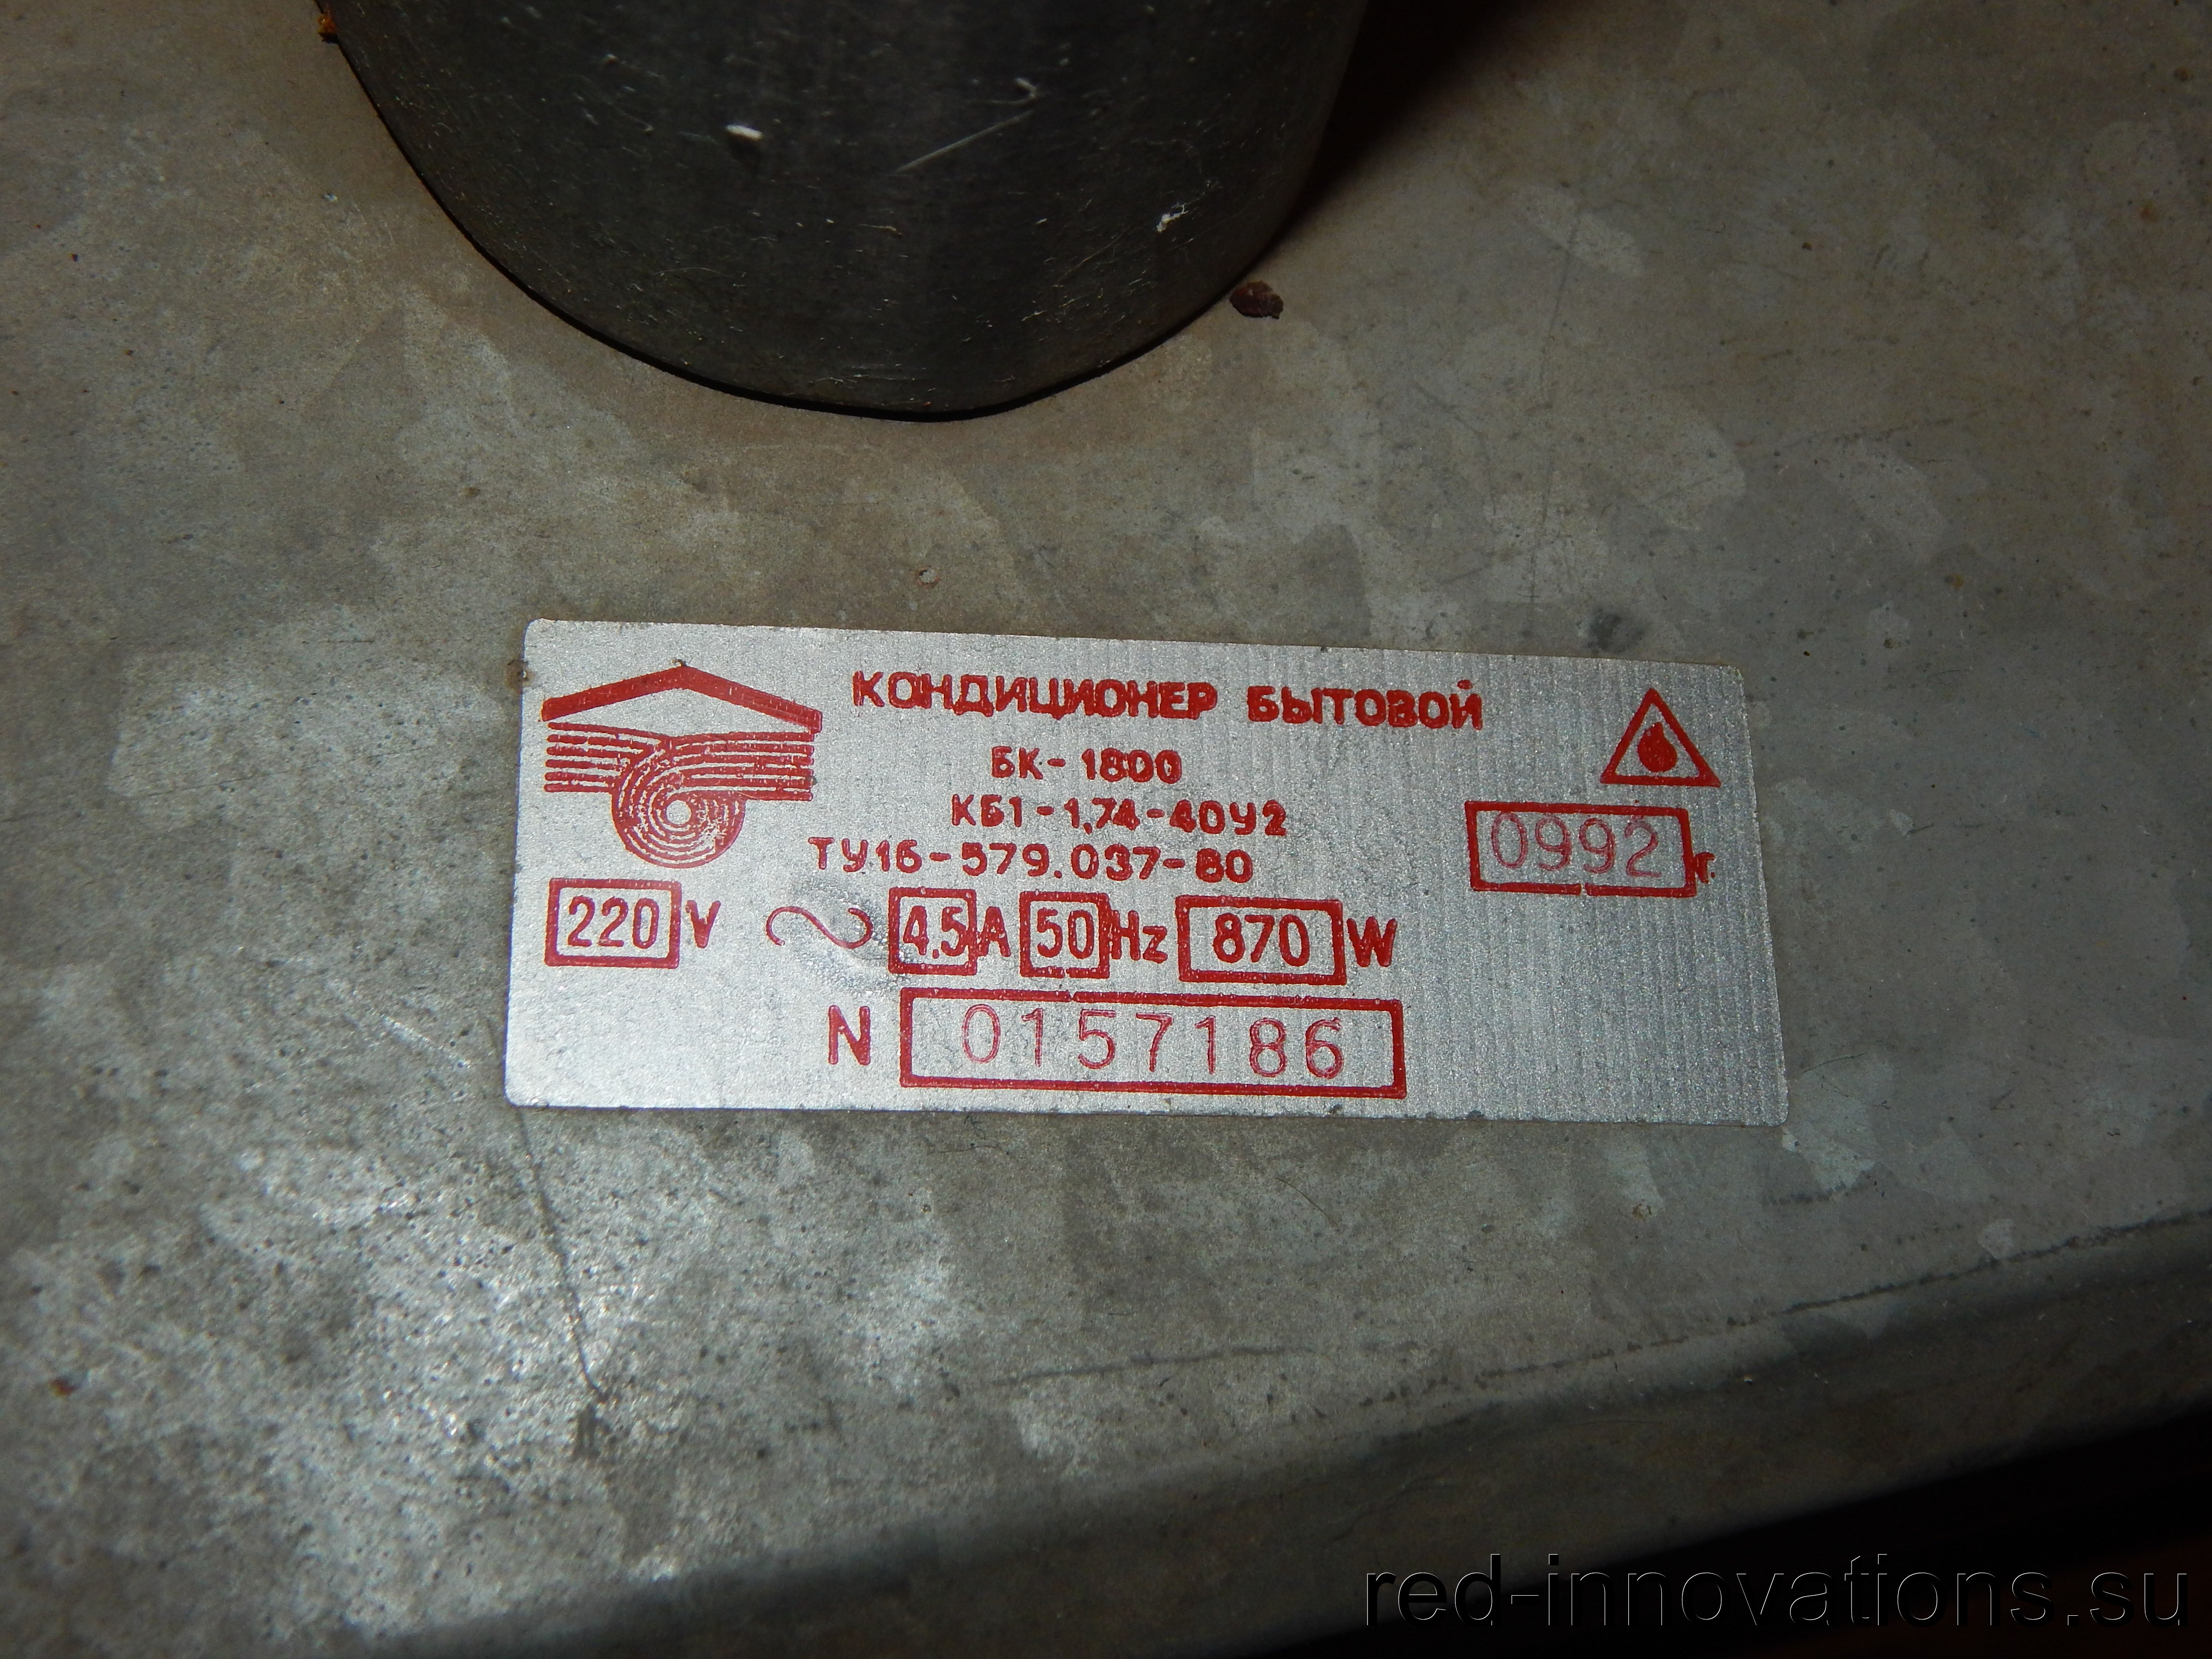 КОНДИЦИОНЕР БЫТОВОЙ
БК-1800
КБ1-1,74-40У2
ТУ16-579.037-80
0992 г.
220 V ~ 4.5 A 50 Hz 870 W
N 0157186
red-innovations.su